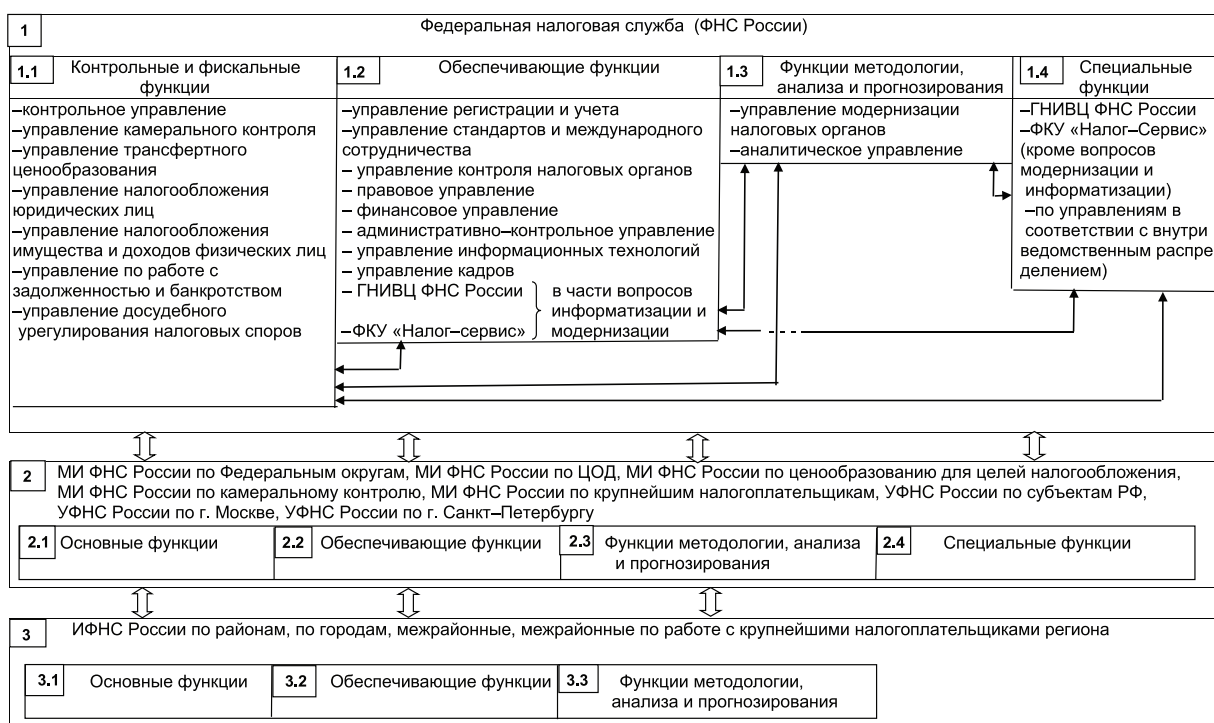 1
Федеральная налоговая служба (ФНС России)
1.1
Контрольные и фискальные
функции
–контрольное управление
–управление камерального контроля
–управление трансфертного
ценообразования
–управление налогообложения
юридических лиц
–управление налогообложения
имущества и доходов физических лиц
–управление по работе с
задолженностью и банкротством
–управление досудебного
урегулирования налоговых споров
1.2
Обеспечивающие функции
–управление регистрации и учета
–управление стандартов и международного
сотрудничества
– управление контроля налоговых органов
– правовое управление
– финансовое управление
– административно–контрольное управление
– управление информационных технологий
– управление кадров
– ГНИВЦ ФНС России
–ФКУ «Налог–сервис»
в части вопросов
информатизации и
модернизации
1.3
Функции методологии,
анализа и прогнозирования
–управление модернизации
налоговых органов
–аналитическое управление
1.4
Специальные
функции
–ГНИВЦ ФНС России
–ФКУ «Налог–Сервис»
(кроме вопросов
модернизации и
информатизации)
–по управлениям в
соответствии с внутри
ведомственным распре
делением)
2
МИ ФНС России по Федеральным округам, МИ ФНС России по ЦОД, МИ ФНС России по ценообразованию для целей налогообложения,
МИ ФНС России по камеральному контролю, МИ ФНС России по крупнейшим налогоплательщикам, УФНС России по субъектам РФ,
УФНС России по г. Москве, УФНС России по г. Санкт–Петербургу
2.1
Основные функции
2.2
Обеспечивающие функции
2.3
Функции методологии, анализа
и прогнозирования
2.4
Специальные функции
3
ИФНС России по районам, по городам, межрайонные, межрайонные по работе с крупнейшими налогоплательщиками региона
3.1
Основные функции
3.2
Обеспечивающие функции
3.3
Функции методологии,
анализа и прогнозирования